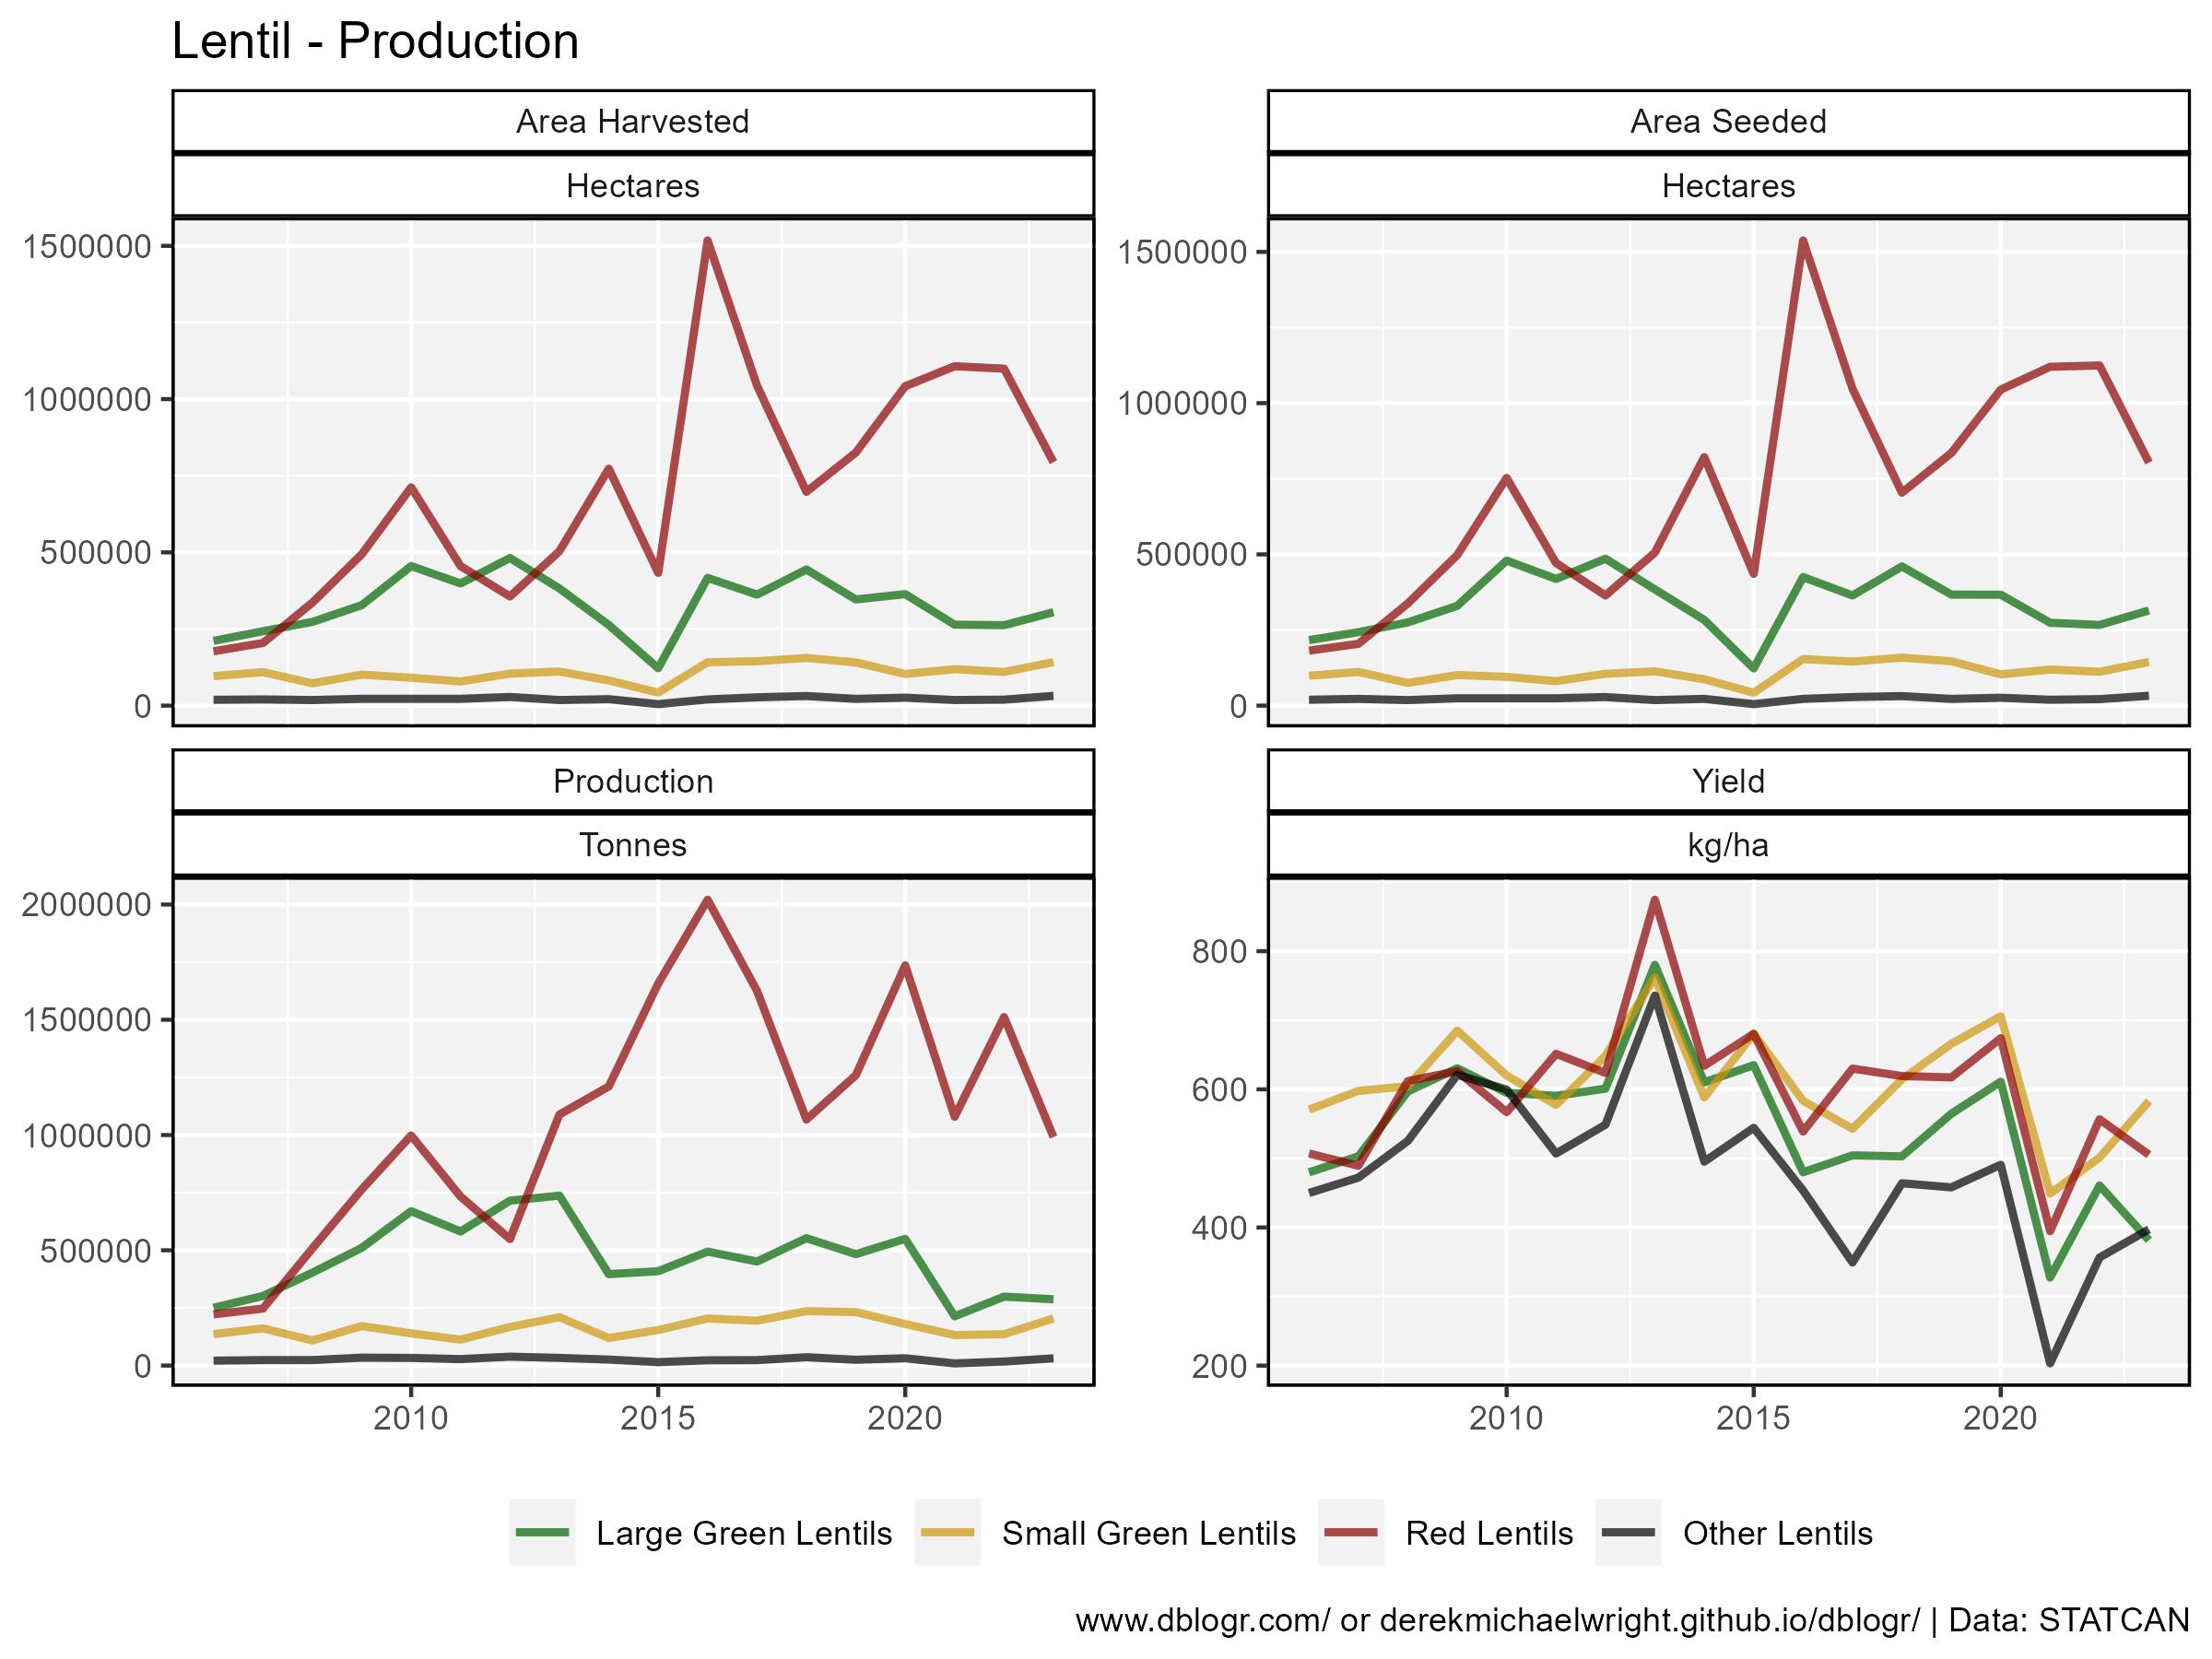 Lentil - Production
Area Harvested
Hectares
1500000
1000000
500000
0
Area Seeded
Hectares
1500000
1000000
500000
0
Production
Tonnes
2000000
1500000
1000000
500000
0
2010 2015 2020
Yield
kg/ha
800
600
400
200
2010 2015 2020
Large Green Lentils Small Green Lentils Red Lentils Other Lentils
www.dblogr.com/ or derekmichaelwright.github.io/dblogr/ | Data: STATCAN